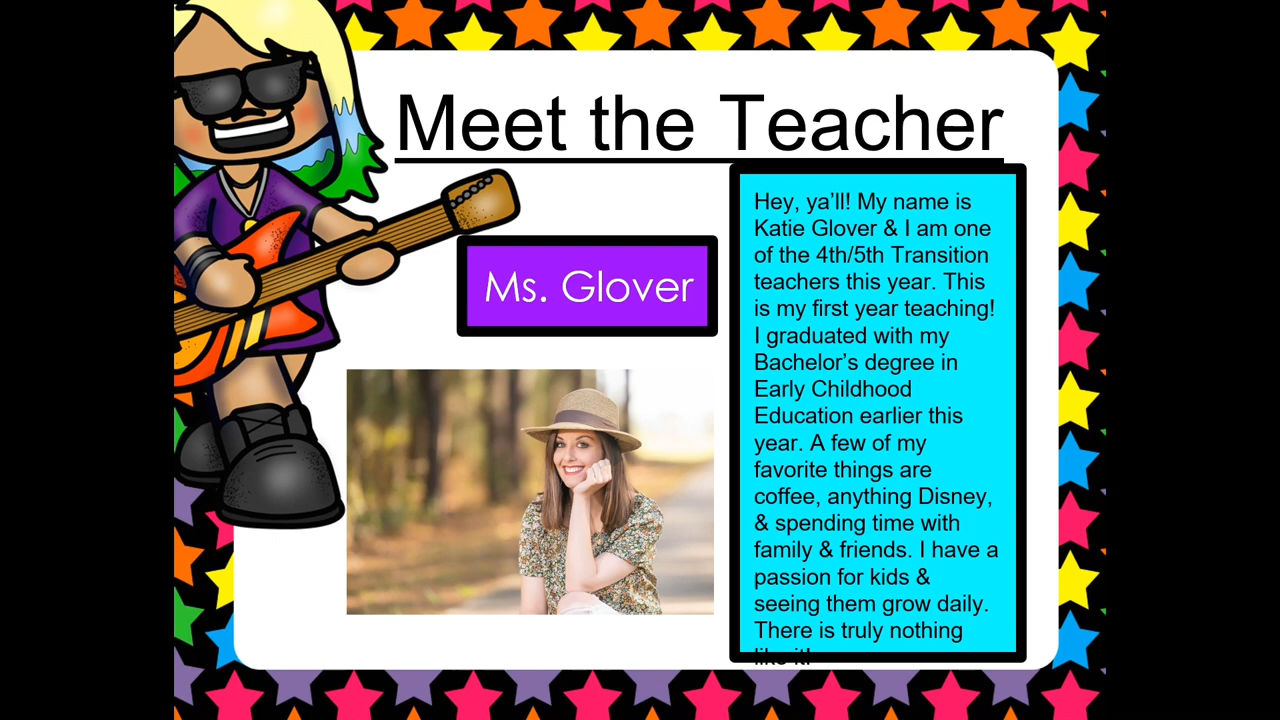 Meet the Teacher
Ms. Glover
Hey, ya’ll! My name is
Katie Glover & I am one
of the 4th/5th Transition
teachers this year. This
is my first year teaching!
I graduated with my
Bachelor’s degree in
Early Childhood
Education earlier this
year. A few of my
favorite things are
coffee, anything Disney,
& spending time with
family & friends. I have a
passion for kids &
seeing them grow daily.
There is truly nothing
like it!